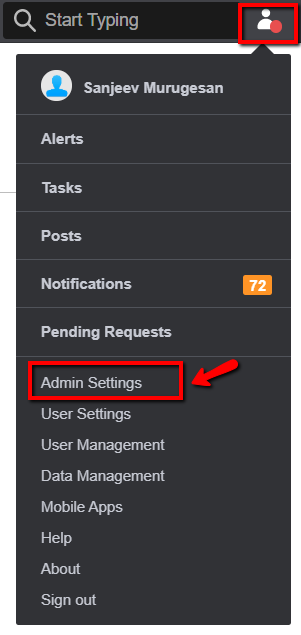 Start Typing
Sanjeev Murugesan
Alerts
Tasks
Posts
Notifications 72
Pending Requests
Admin Settings
User Settings
User Management
Data Management
Mobile Apps
Help
About
Sign out